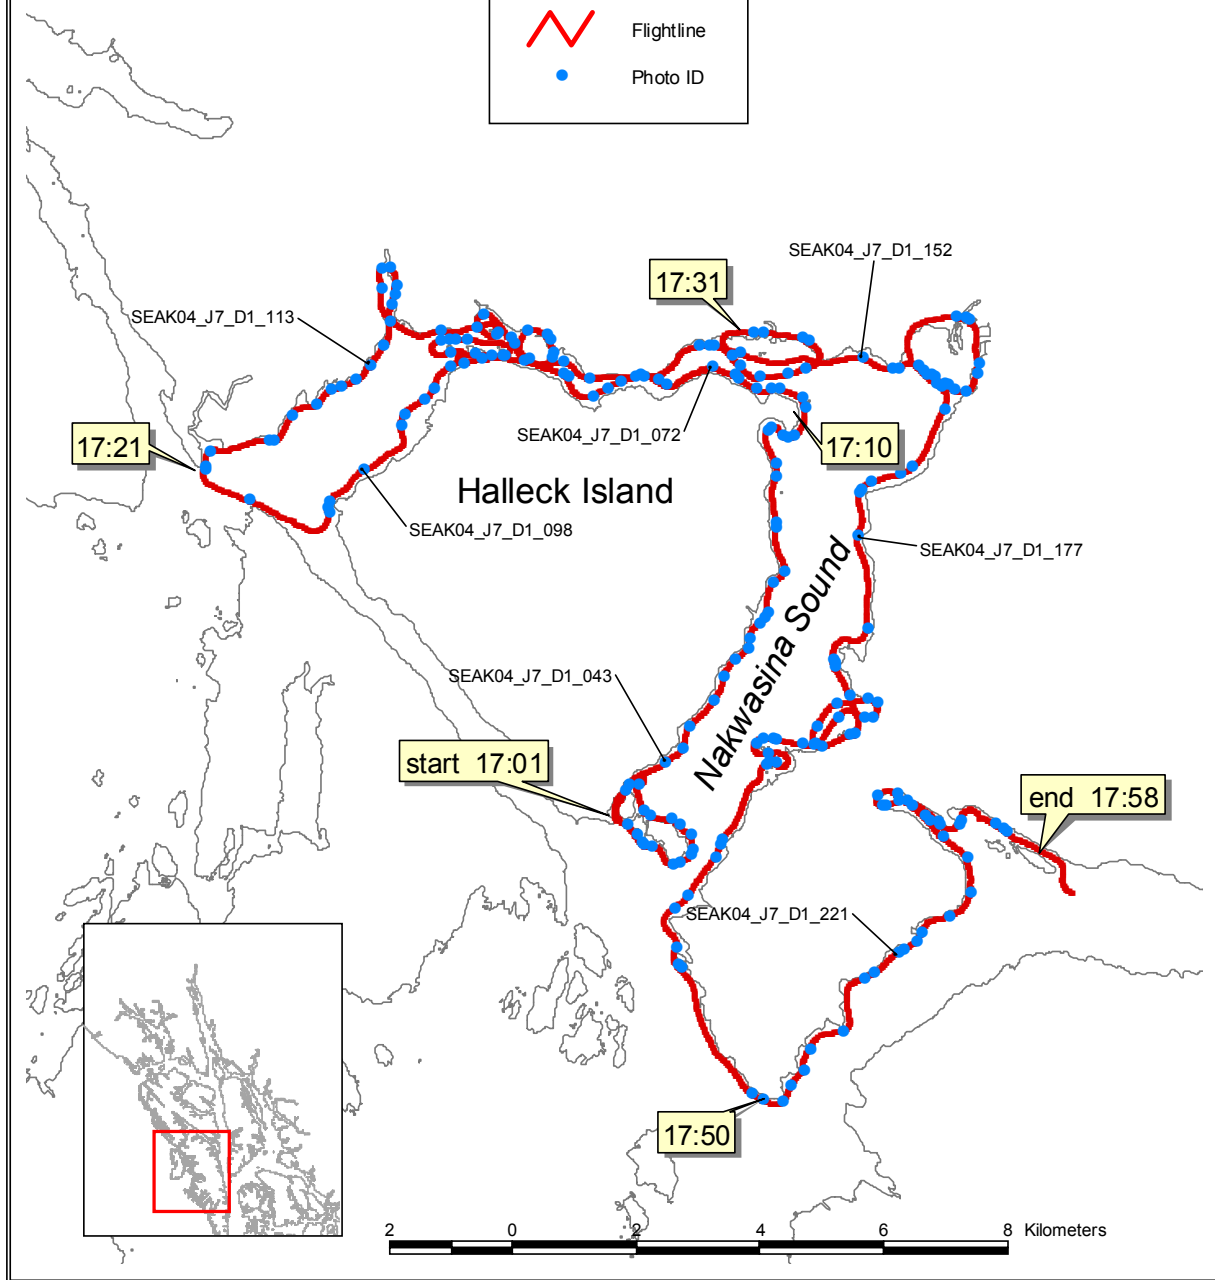 Flightline
Photo ID
SEAK04_J7_D1_152
17:31
SEAK04_J7_D1_113
17:21
SEAK04_J7_D1_072
17:10
Halleck Island
SEAK04_J7_D1_098
SEAK04_J7_D1_177
Nakwasina Sound
SEAK04_J7_D1_043
start 17:01
end 17:58
SEAK04_J7_D1_221
17:50
2 0 2 4 6 8 Kilometers